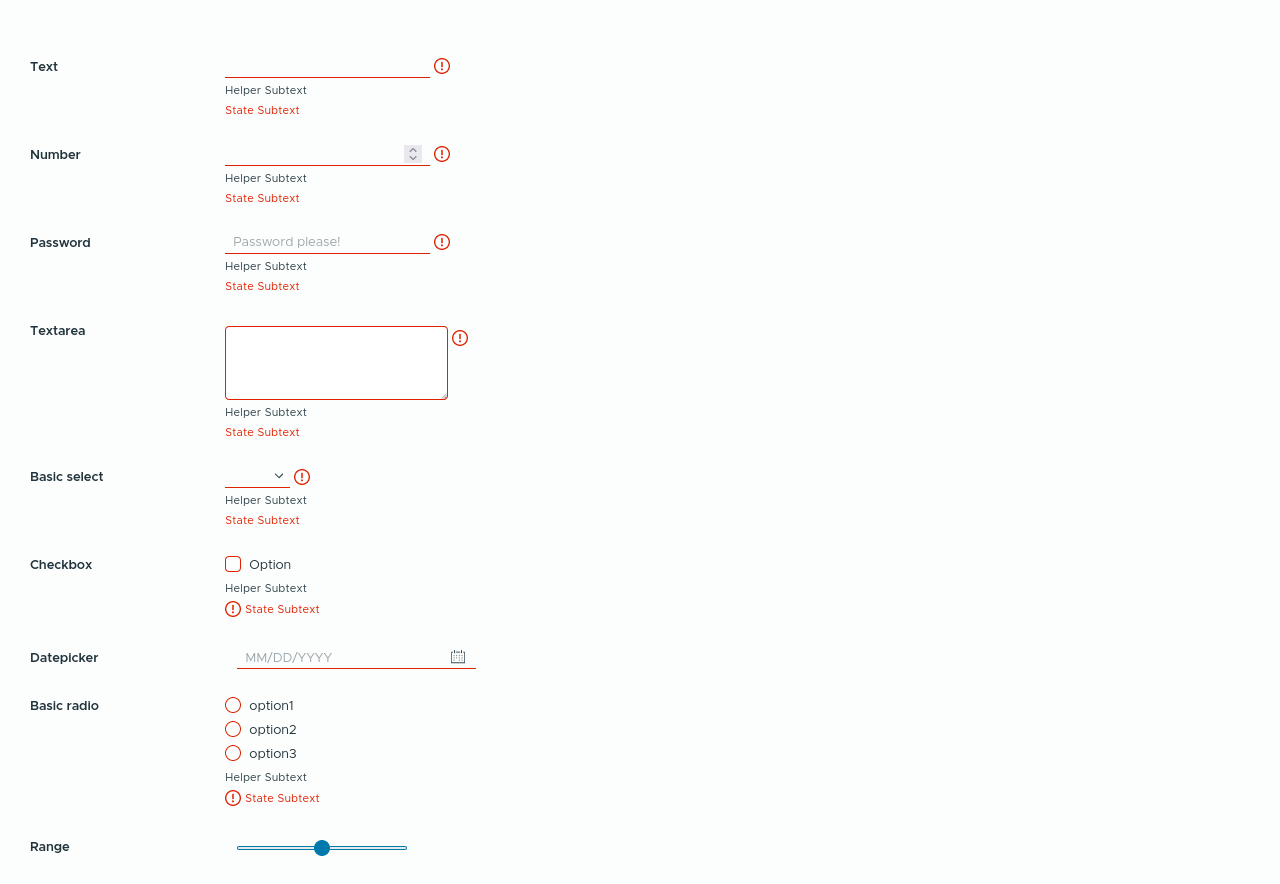 Text
Helper Subtext
State Subtext
Number
Helper Subtext
State Subtext
Password
Password please!
Helper Subtext
State Subtext
Textarea
Helper Subtext
State Subtext
Basic select
Helper Subtext
State Subtext
Checkbox
Option
Helper Subtext
State Subtext
Datepicker
MM/DD/YYYY
Basic radio
option1
option2
option3
Helper Subtext
State Subtext
Range